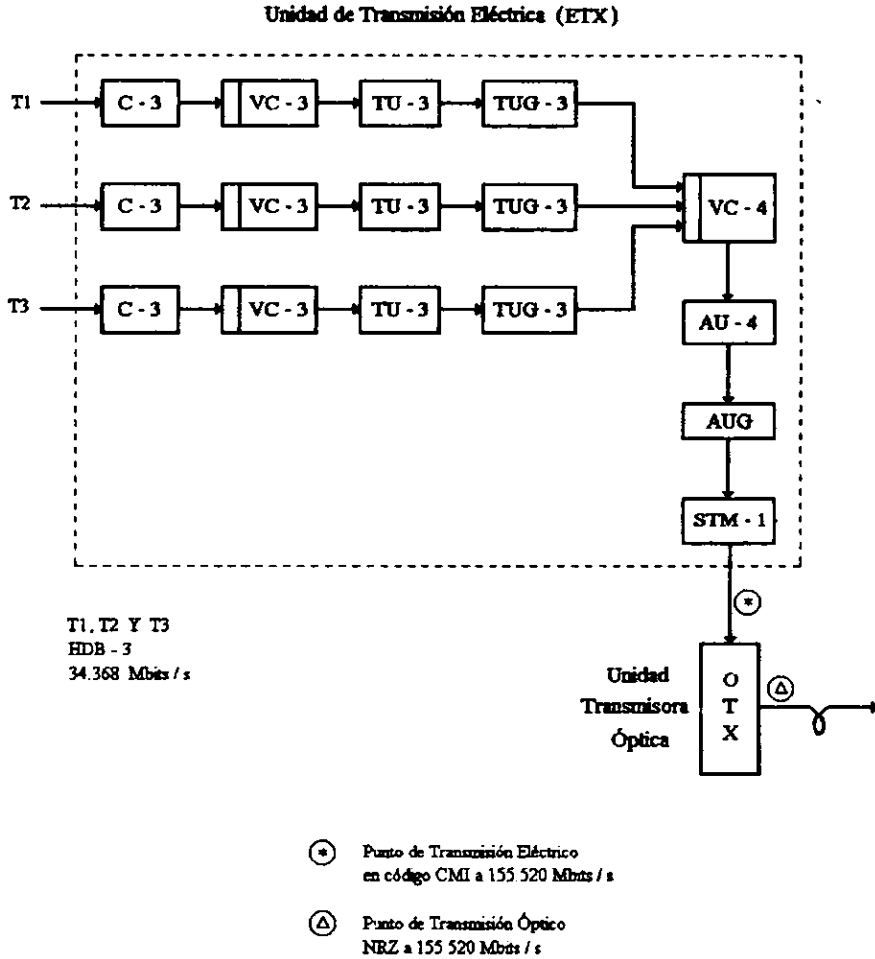 Unidad de Transmisión Eléctrica (ETX)
T1 C - 3 VC - 3 TU - 3 TUG - 3
T2 C - 3 VC - 3 TU - 3 TUG - 3 VC - 4
T3 C - 3 VC - 3 TU - 3 TUG - 3 AU - 4
AUG
STM - 1
*
T1, T2 Y T3
HDB - 3
34.368 Mbits / s
Unidad
Transmisora
Óptica
O
T
X
Δ
* Punto de Transmisión Eléctrico
en código CMI a 155.520 Mbits / s
Δ Punto de Transmisión Óptico
NRZ a 155 520 Mbits / s